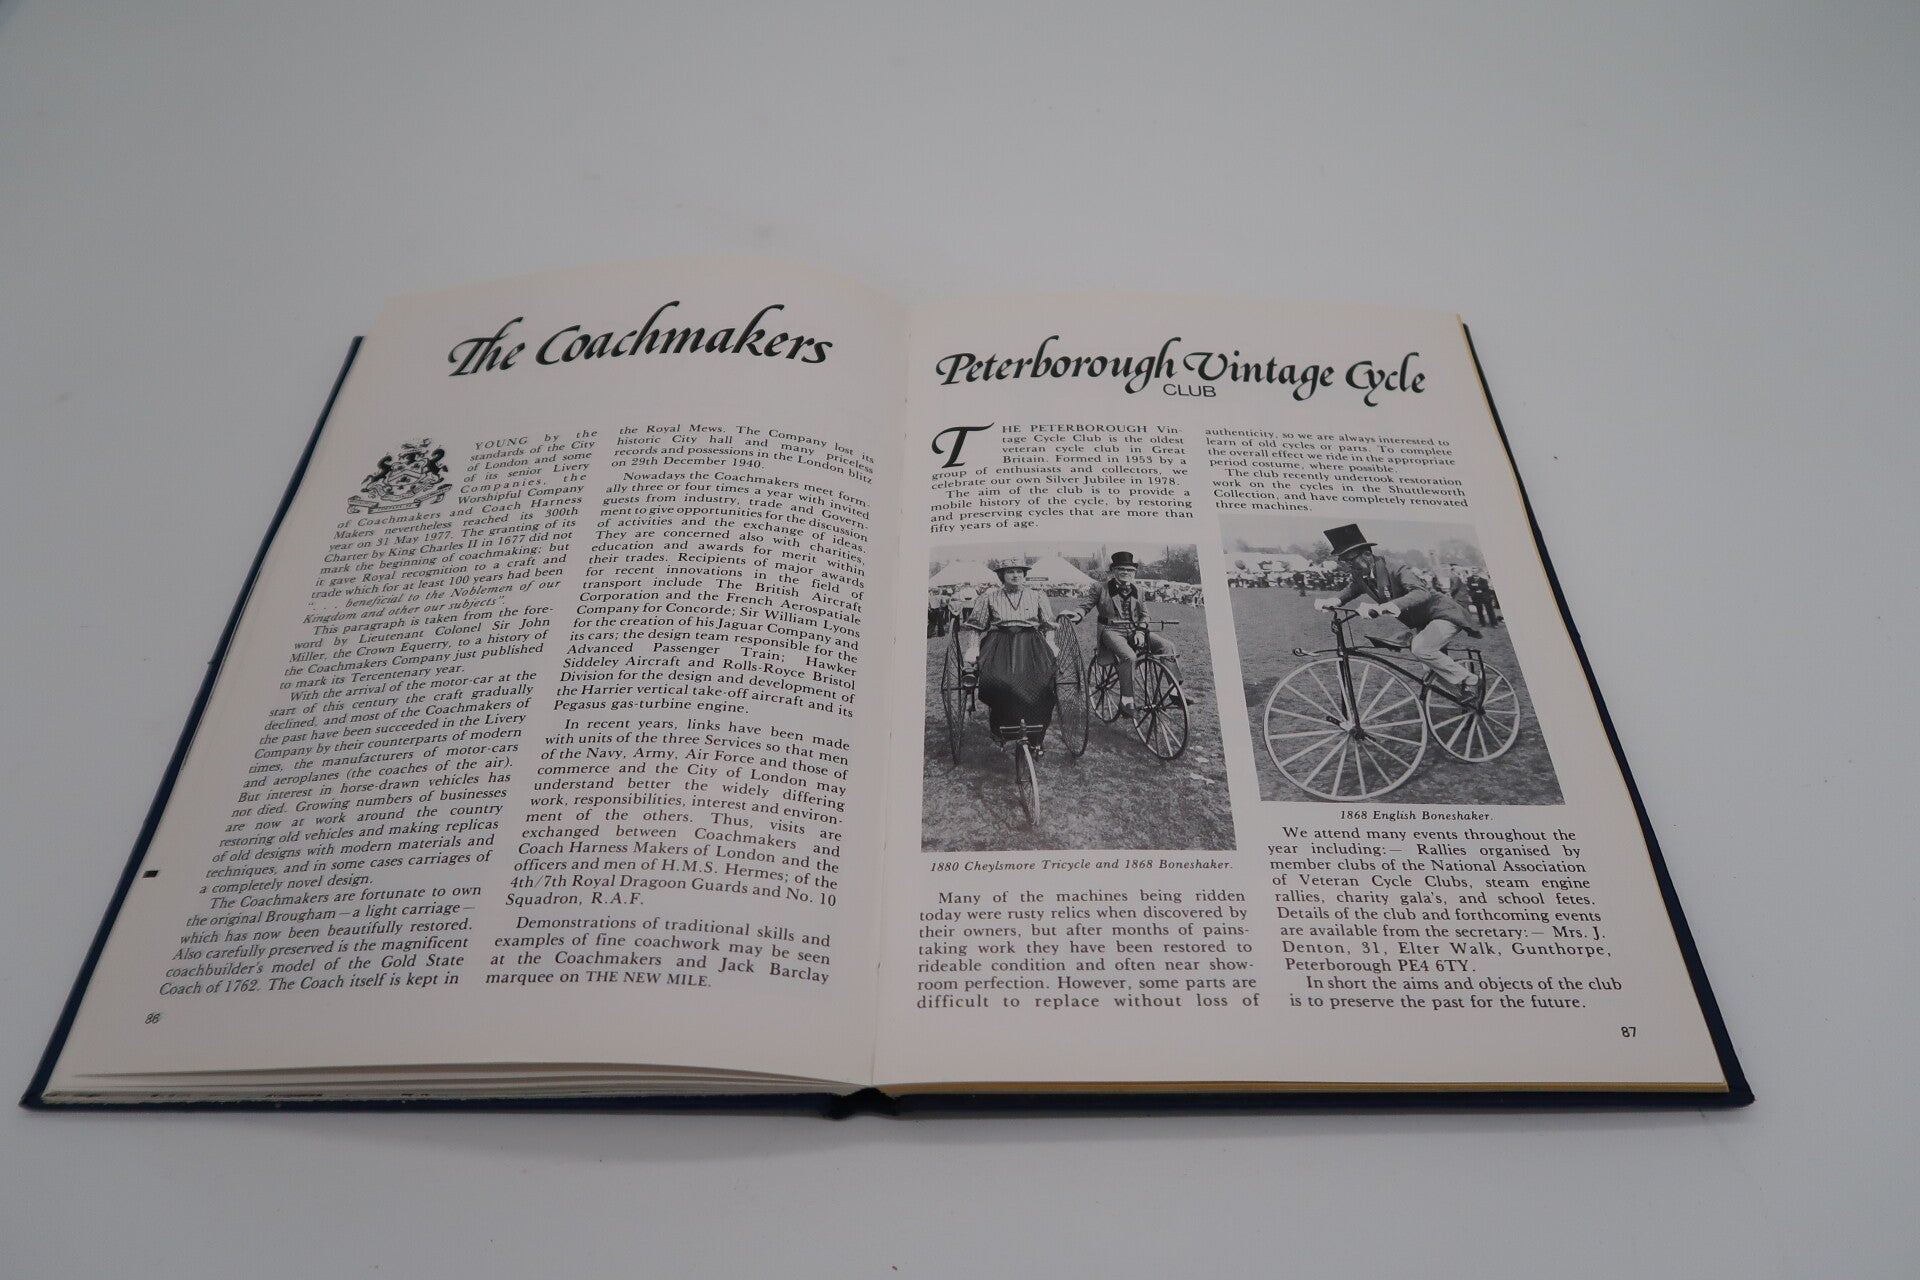 The Coachmakers
YOUNG by the
standards of the City
of London and some
of its senior Livery
Companies, the
Worshipful Company
of Coachmakers and Coach Harness
Makers nevertheless reached its 300th
year on 31 May 1977. The granting of its
Charter by King Charles II in 1677 did not
mark the beginning of coachmaking; but
it gave Royal recognition to a craft and
trade which for at least 100 years had been
". . . beneficial to the Noblemen of our
Kingdom and other our subjects".
This paragraph is taken from the fore-
word by Lieutenant Colonel Sir John
Miller, the Crown Equerry, to a history of
the Coachmakers Company just published
to mark its Tercentenary year.
With the arrival of the motor-car at the
start of this century the craft gradually
declined, and most of the Coachmakers of
the past have been succeeded in the Livery
Company by their counterparts of modern
times, the manufacturers of motor-cars
and aeroplanes (the coaches of the air).
But interest in horse-drawn vehicles has
not died. Growing numbers of businesses
are now at work around the country
restoring old vehicles and making replicas
of old designs with modern materials and
techniques, and in some cases carriages of
a completely novel design.
The Coachmakers are fortunate to own
the original Brougham — a light carriage —
which has now been beautifully restored.
Also carefully preserved is the magnificent
coachbuilder's model of the Gold State
Coach of 1762. The Coach itself is kept in
the Royal Mews. The Company lost its
historic City hall and many priceless
records and possessions in the London blitz
on 29th December 1940.
Nowadays the Coachmakers meet form-
ally three or four times a year with invited
guests from industry, trade and Govern-
ment to give opportunities for the discussion
of activities and the exchange of ideas.
They are concerned also with charities,
education and awards for merit within
their trades. Recipients of major awards
for recent innovations in the field of
transport include The British Aircraft
Corporation and the French Aerospatiale
Company for Concorde; Sir William Lyons
for the creation of his Jaguar Company and
its cars; the design team responsible for the
Advanced Passenger Train; Hawker
Siddeley Aircraft and Rolls-Royce Bristol
Division for the design and development of
the Harrier vertical take-off aircraft and its
Pegasus gas-turbine engine.
In recent years, links have been made
with units of the three Services so that men
of the Navy, Army, Air Force and those of
commerce and the City of London may
understand better the widely differing
work, responsibilities, interest and environ-
ment of the others. Thus, visits are
exchanged between Coachmakers and
Coach Harness Makers of London and the
officers and men of H.M.S. Hermes; of the
4th/7th Royal Dragoon Guards and No. 10
Squadron, R.A.F.
Demonstrations of traditional skills and
examples of fine coachwork may be seen
at the Coachmakers and Jack Barclay
marquee on THE NEW MILE.
86
Peterborough Vintage Cycle
CLUB
THE PETERBOROUGH Vin-
tage Cycle Club is the oldest
veteran cycle club in Great
Britain. Formed in 1953 by a
group of enthusiasts and collectors, we
celebrate our own Silver Jubilee in 1978.
The aim of the club is to provide a
mobile history of the cycle, by restoring
and preserving cycles that are more than
fifty years of age.
1880 Cheylsmore Tricycle and 1868 Boneshaker.
Many of the machines being ridden
today were rusty relics when discovered by
their owners, but after months of pains-
taking work they have been restored to
rideable condition and often near show-
room perfection. However, some parts are
difficult to replace without loss of
authenticity, so we are always interested to
learn of old cycles or parts. To complete
the overall effect we ride in the appropriate
period costume, where possible.
The club recently undertook restoration
work on the cycles in the Shuttleworth
Collection, and have completely renovated
three machines.
1868 English Boneshaker.
We attend many events throughout the
year including:— Rallies organised by
member clubs of the National Association
of Veteran Cycle Clubs, steam engine
rallies, charity gala's, and school fetes.
Details of the club and forthcoming events
are available from the secretary:— Mrs. J.
Denton, 31, Elter Walk, Gunthorpe,
Peterborough PE4 6TY.
In short the aims and objects of the club
is to preserve the past for the future.
87